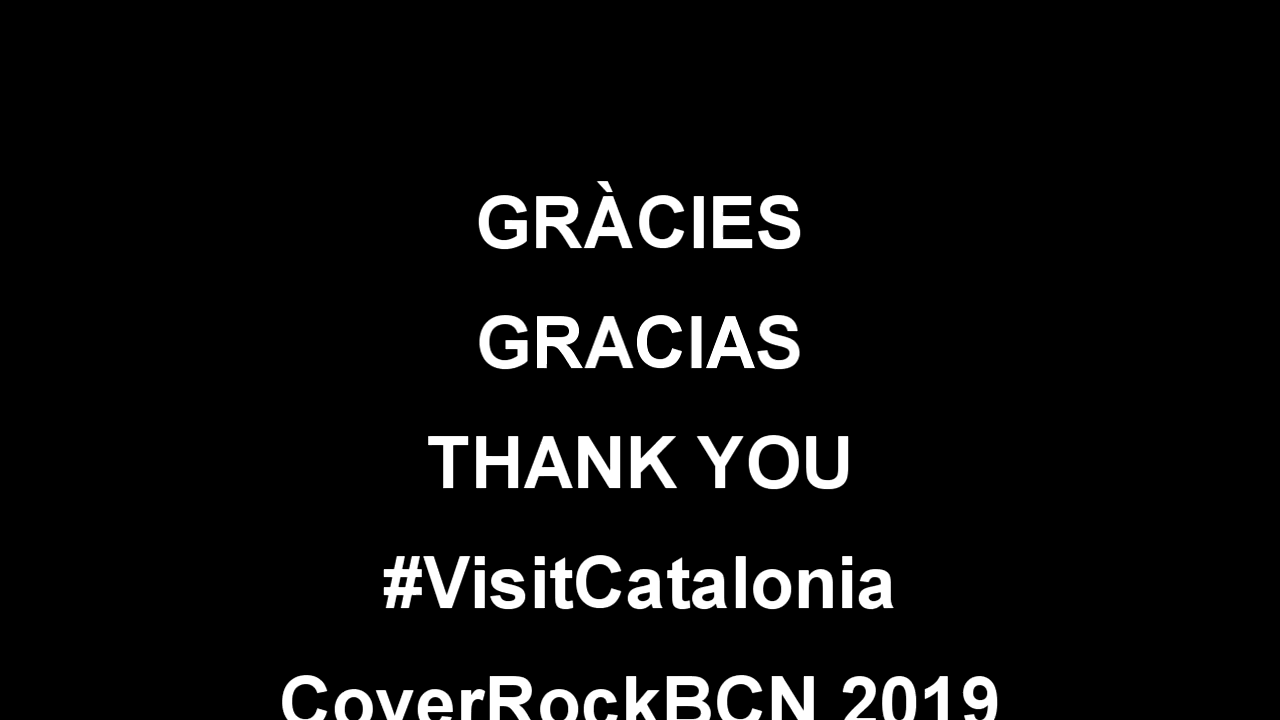 GRÀCIES
GRACIAS
THANK YOU
#VisitCatalonia
CoverRockBCN 2019